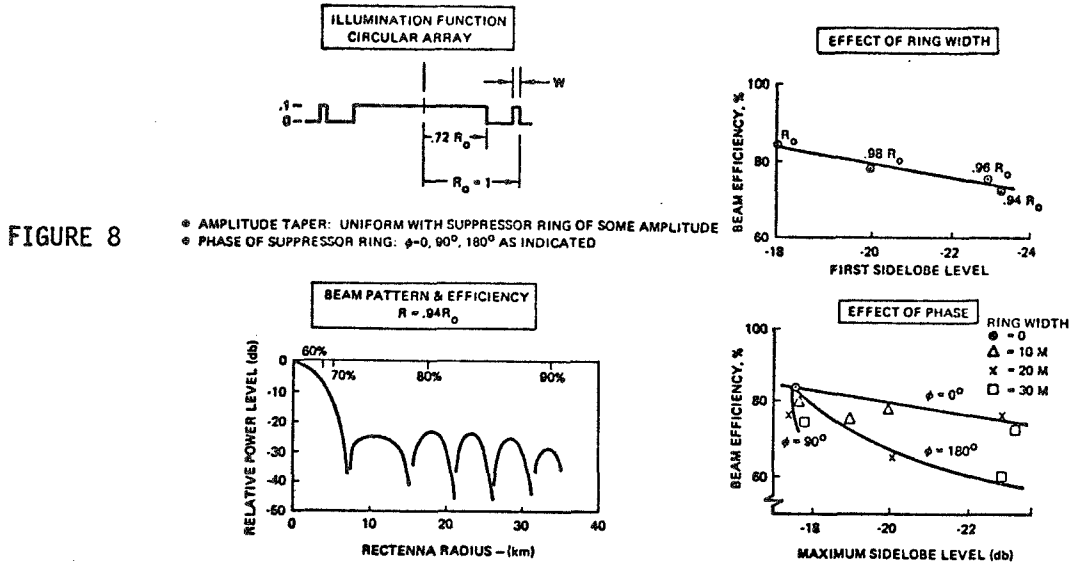 ILLUMINATION FUNCTION
CIRCULAR ARRAY
W
.1
0
.72 R₀
R₀ = 1
FIGURE 8
⊙ AMPLITUDE TAPER: UNIFORM WITH SUPPRESSOR RING OF SOME AMPLITUDE
⊙ PHASE OF SUPPRESSOR RING: φ=0, 90⁰, 180⁰ AS INDICATED
EFFECT OF RING WIDTH
BEAM EFFICIENCY, %
100
80
60
R₀
.98 R₀
.96 R₀
.94 R₀
-18
-20
-22
-24
FIRST SIDELOBE LEVEL
BEAM PATTERN & EFFICIENCY
R = .94R₀
RELATIVE POWER LEVEL (db)
0
-10
-20
-30
-40
-50
60%
70%
80%
90%
0
10
20
30
40
RECTENNA RADIUS – (km)
EFFECT OF PHASE
RING WIDTH
⊙ = 0
△ = 10 M
× = 20 M
□ = 30 M
BEAM EFFICIENCY, %
100
80
60
φ = 0⁰
φ = 90⁰
φ = 180⁰
-18
-20
-22
MAXIMUM SIDELOBE LEVEL (db)